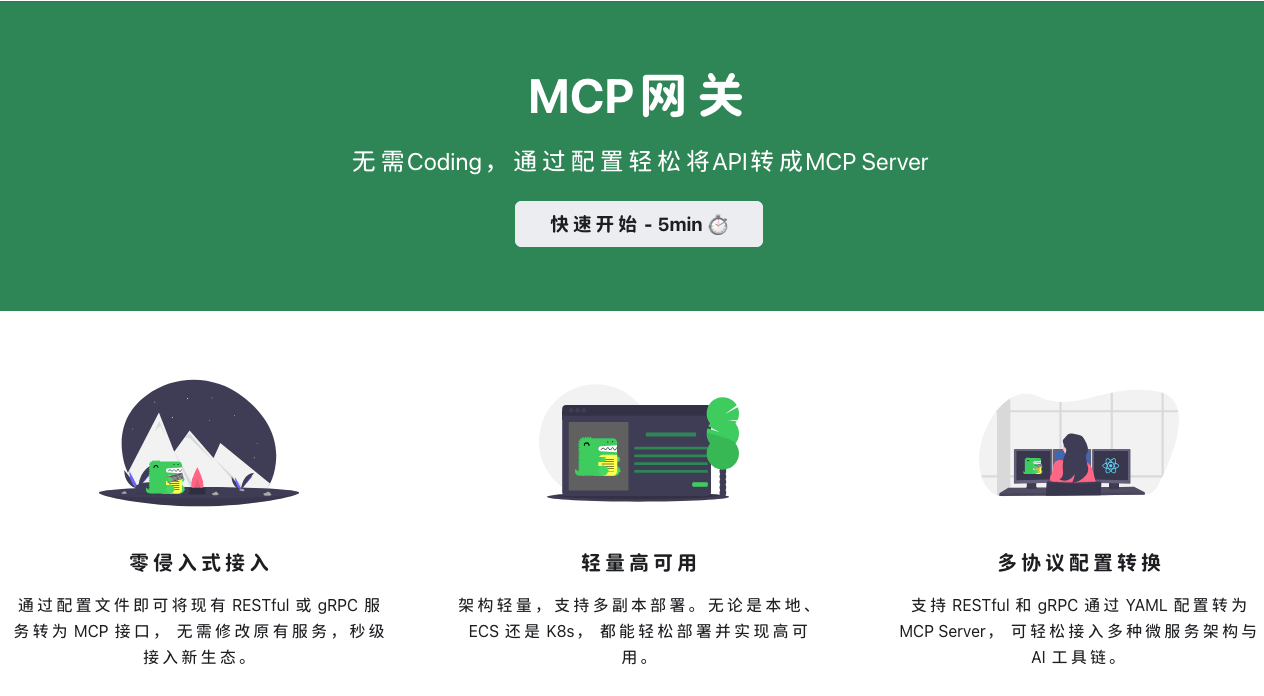 MCP网关
无需Coding，通过配置轻松将API转成MCP Server
快速开始 - 5min ⏱️
零侵入式接入
通过配置文件即可将现有 RESTful 或 gRPC 服
务转为 MCP 接口， 无需修改原有服务，秒级
接入新生态。
轻量高可用
架构轻量，支持多副本部署。无论是本地、
ECS 还是 K8s， 都能轻松部署并实现高可
用。
多协议配置转换
支持 RESTful 和 gRPC 通过 YAML 配置转为
MCP Server， 可轻松接入多种微服务架构与
AI 工具链。